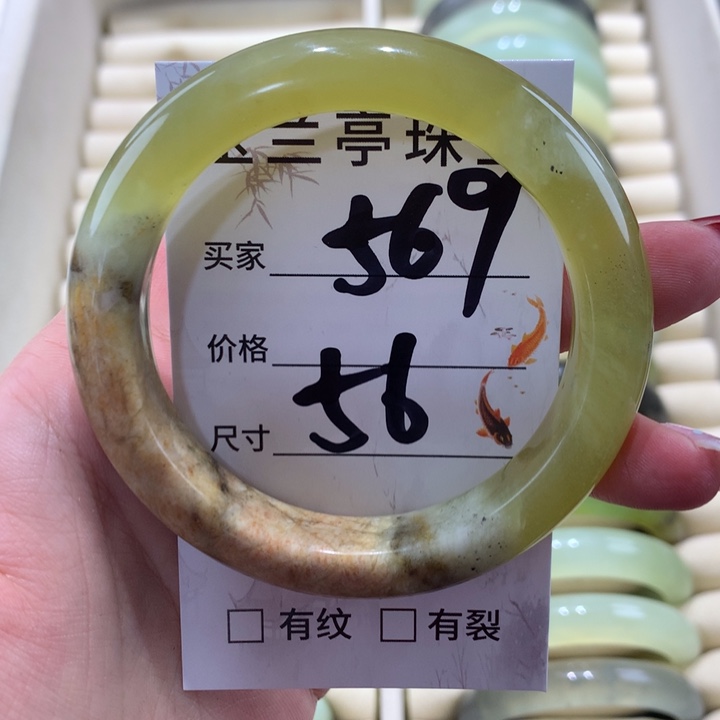 兰亭珠
买家 569
价格
尺寸 56
□ 有纹 □ 有裂